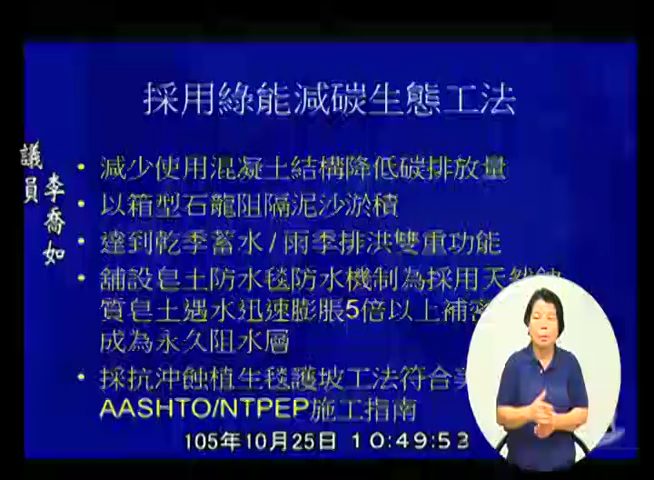 採用綠能減碳生態工法
議員 李喬如
• 減少使用混凝土結構降低碳排放量
• 以箱型石龍阻隔泥沙淤積
• 達到乾季蓄水/雨季排洪雙重功能
• 舖設皂土防水毯防水機制為採用天然鈉
質皂土遇水迅速膨脹5倍以上補
成為永久阻水層
• 採抗沖蝕植生毯護坡工法符合美
AASHTO/NTPEP施工指南
105年10月25日 10:49:53